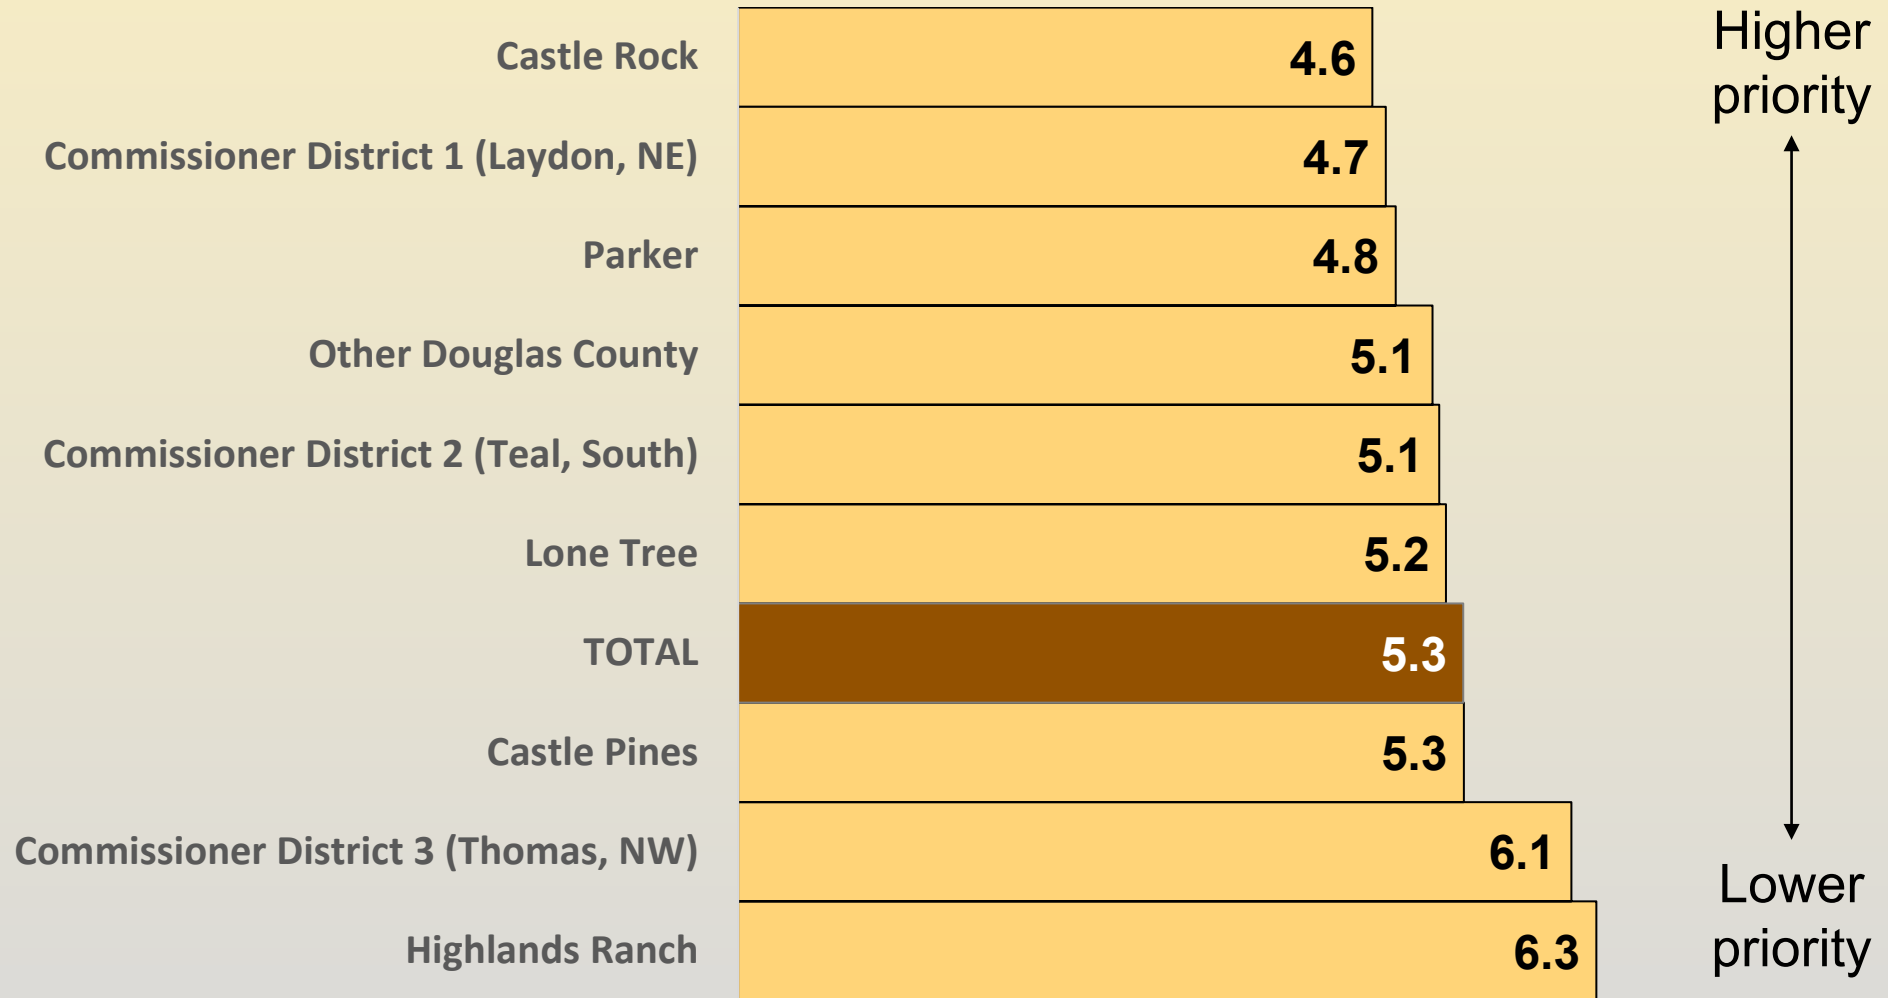 Castle Rock 4.6
Commissioner District 1 (Laydon, NE) 4.7
Parker 4.8
Other Douglas County 5.1
Commissioner District 2 (Teal, South) 5.1
Lone Tree 5.2
TOTAL 5.3
Castle Pines 5.3
Commissioner District 3 (Thomas, NW) 6.1
Highlands Ranch 6.3
Higher
priority
Lower
priority